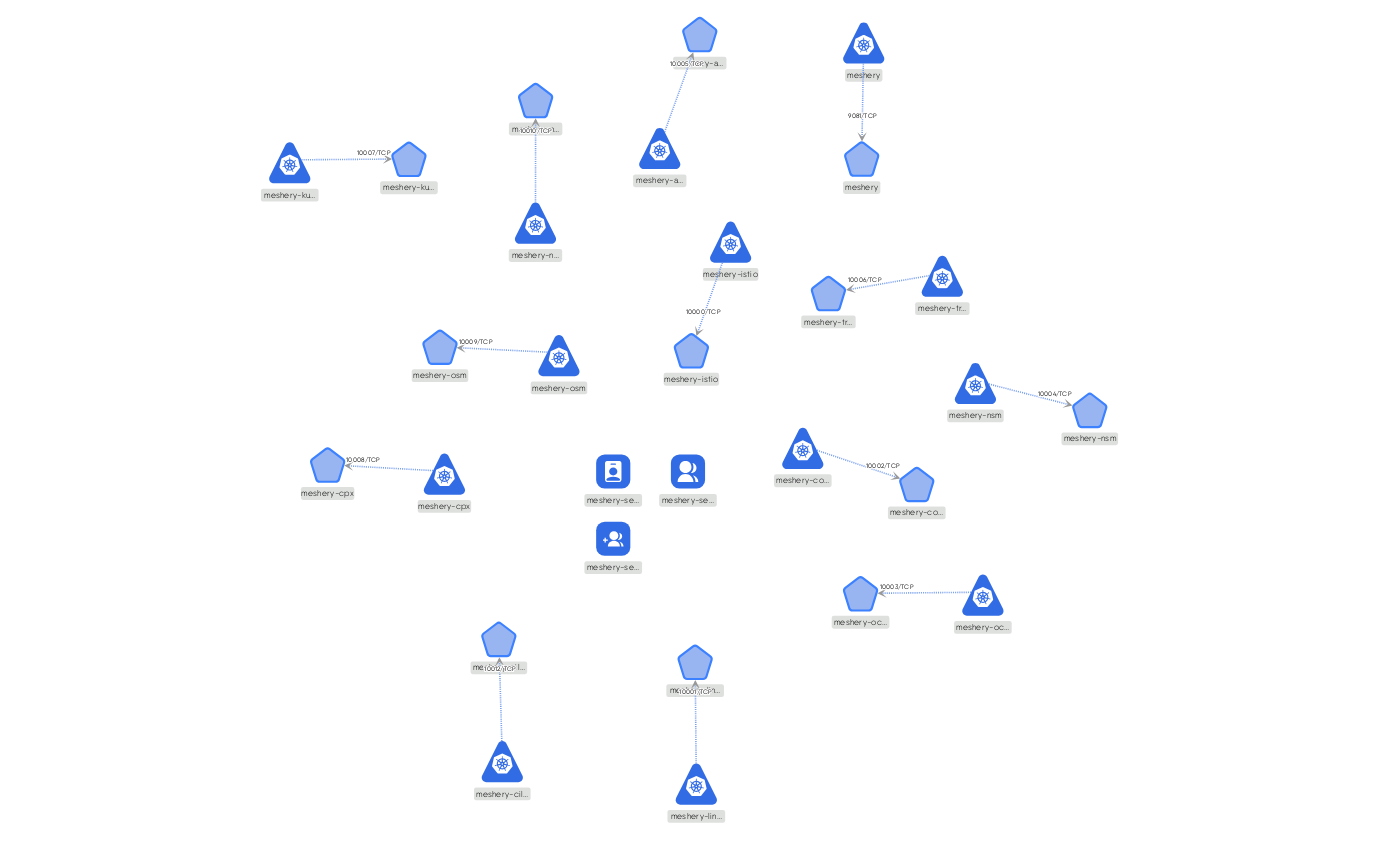 10005/TCP
meshery
9081/TCP
meshery
10010/TCP
10007/TCP
meshery-ku...
meshery-ku...
meshery-a...
meshery-n...
meshery-istio
10000/TCP
meshery-istio
10006/TCP
meshery-tr...
meshery-tr...
10009/TCP
meshery-osm
meshery-osm
10004/TCP
meshery-nsm
meshery-nsm
10008/TCP
meshery-cpx
meshery-cpx
meshery-se...
meshery-se...
meshery-se...
10002/TCP
meshery-co...
meshery-co...
10003/TCP
meshery-oc...
meshery-oc...
10012/TCP
meshery-cil...
10001/TCP
meshery-lin...